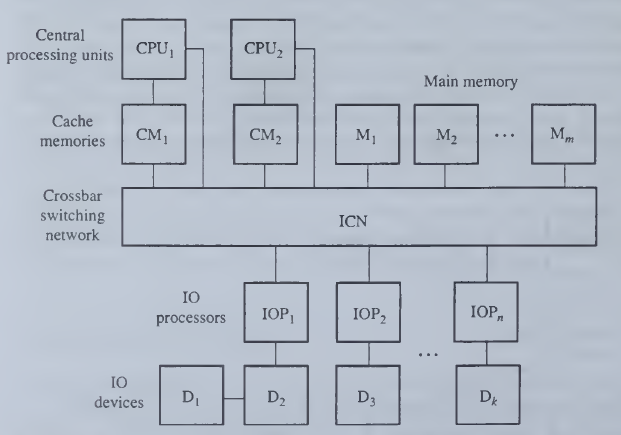 Central
processing units
CPU₁
CPU₂
Main memory
Cache
memories
CM₁
CM₂
M₁
M₂
...
Mₘ
Crossbar
switching
network
ICN
IO
processors
IOP₁
IOP₂
IOPₙ
...
IO
devices
D₁
D₂
D₃
Dₖ